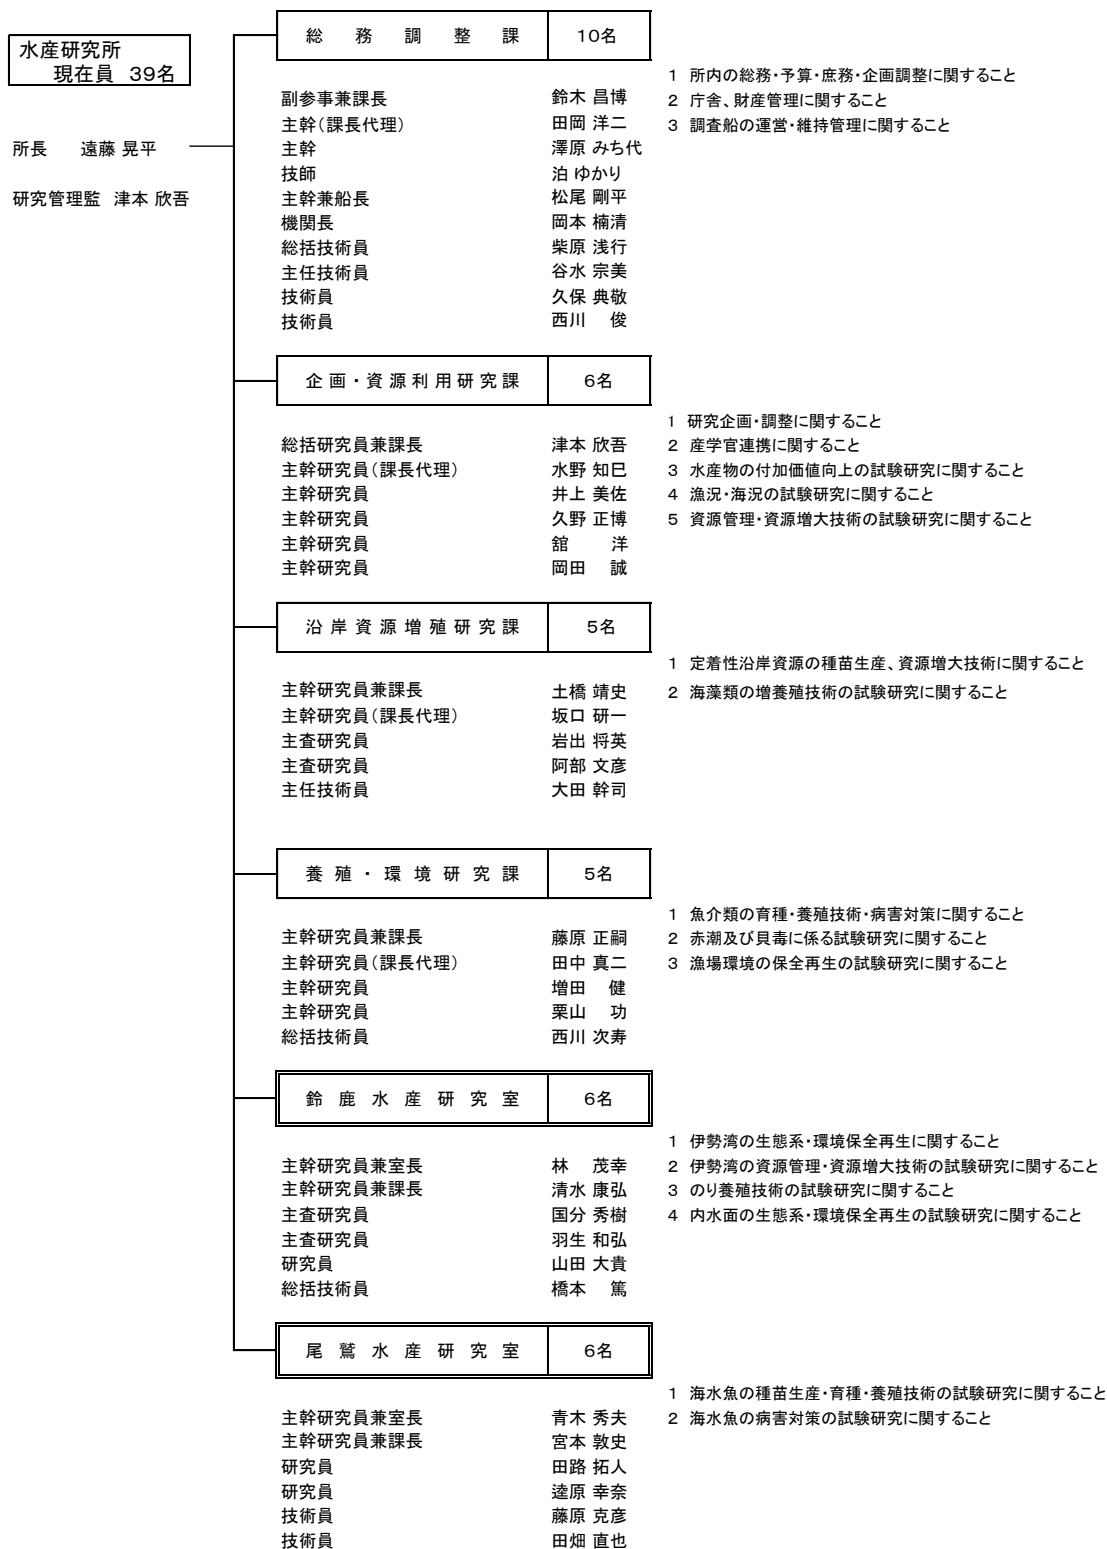 水産研究所
現在員 39名
所長 遠藤 晃平
研究管理監 津本 欣吾
総務調整課 10名
1 所内の総務・予算・庶務・企画調整に関すること
副参事兼課長 鈴木 昌博 2 庁舎、財産管理に関すること
主幹(課長代理) 田岡 洋二 3 調査船の運営・維持管理に関すること
主幹 澤原 みち代
技師 泊 ゆかり
主幹兼船長 松尾 剛平
機関長 岡本 楠清
総括技術員 柴原 浅行
主任技術員 谷水 宗美
技術員 久保 典敬
技術員 西川 俊
企画・資源利用研究課 6名
1 研究企画・調整に関すること
総括研究員兼課長 津本 欣吾 2 産学官連携に関すること
主幹研究員(課長代理) 水野 知巳 3 水産物の付加価値向上の試験研究に関すること
主幹研究員 井上 美佐 4 漁況・海況の試験研究に関すること
主幹研究員 久野 正博 5 資源管理・資源増大技術の試験研究に関すること
主幹研究員 舘 洋
主幹研究員 岡田 誠
沿岸資源増殖研究課 5名
1 定着性沿岸資源の種苗生産、資源増大技術に関すること
主幹研究員兼課長 土橋 靖史 2 海藻類の増養殖技術の試験研究に関すること
主幹研究員(課長代理) 坂口 研一
主査研究員 岩出 将英
主査研究員 阿部 文彦
主任技術員 大田 幹司
養殖・環境研究課 5名
1 魚介類の育種・養殖技術・病害対策に関すること
主幹研究員兼課長 藤原 正嗣 2 赤潮及び貝毒に係る試験研究に関すること
主幹研究員(課長代理) 田中 真二 3 漁場環境の保全再生の試験研究に関すること
主幹研究員 増田 健
主幹研究員 栗山 功
総括技術員 西川 次寿
鈴鹿水産研究室 6名
1 伊勢湾の生態系・環境保全再生に関すること
主幹研究員兼室長 林 茂幸 2 伊勢湾の資源管理・資源増大技術の試験研究に関すること
主幹研究員兼課長 清水 康弘 3 のり養殖技術の試験研究に関すること
主査研究員 国分 秀樹 4 内水面の生態系・環境保全再生の試験研究に関すること
主査研究員 羽生 和弘
研究員 山田 大貴
総括技術員 橋本 篤
尾鷲水産研究室 6名
1 海水魚の種苗生産・育種・養殖技術の試験研究に関すること
主幹研究員兼室長 青木 秀夫 2 海水魚の病害対策の試験研究に関すること
主幹研究員兼課長 宮本 敦史
研究員 田路 拓人
研究員 逵原 幸奈
技術員 藤原 克彦
技術員 田畑 直也